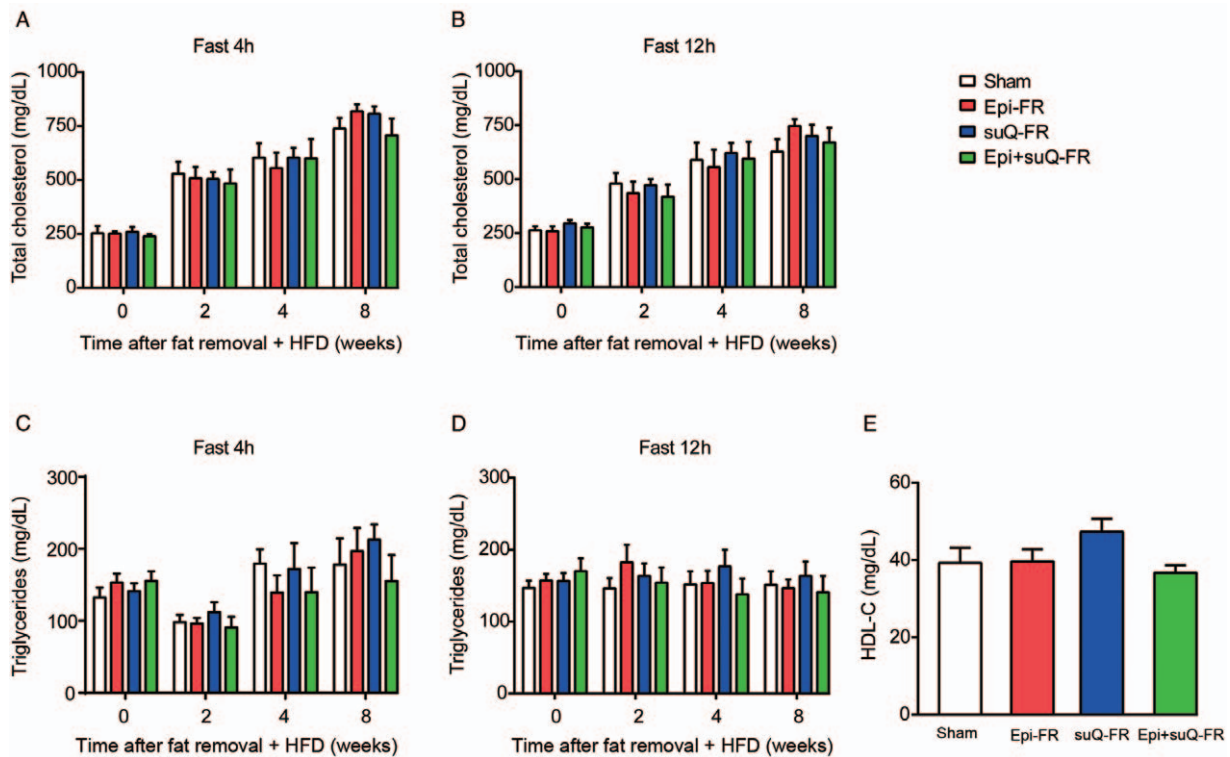 A
Fast 4h
Total cholesterol (mg/dL)
1000
750
500
250
0
0 2 4 8
Time after fat removal + HFD (weeks)
B
Fast 12h
Total cholesterol (mg/dL)
1000
750
500
250
0
0 2 4 8
Time after fat removal + HFD (weeks)
Sham
Epi-FR
suQ-FR
Epi+suQ-FR
C
Fast 4h
Triglycerides (mg/dL)
300
200
100
0
0 2 4 8
Time after fat removal + HFD (weeks)
D
Fast 12h
Triglycerides (mg/dL)
300
200
100
0
0 2 4 8
Time after fat removal + HFD (weeks)
E
HDL-C (mg/dL)
60
40
20
0
Sham Epi-FR suQ-FR Epi+suQ-FR